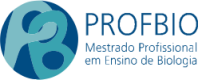 PROFBIO
Mestrado Profissional
em Ensino de Biologia